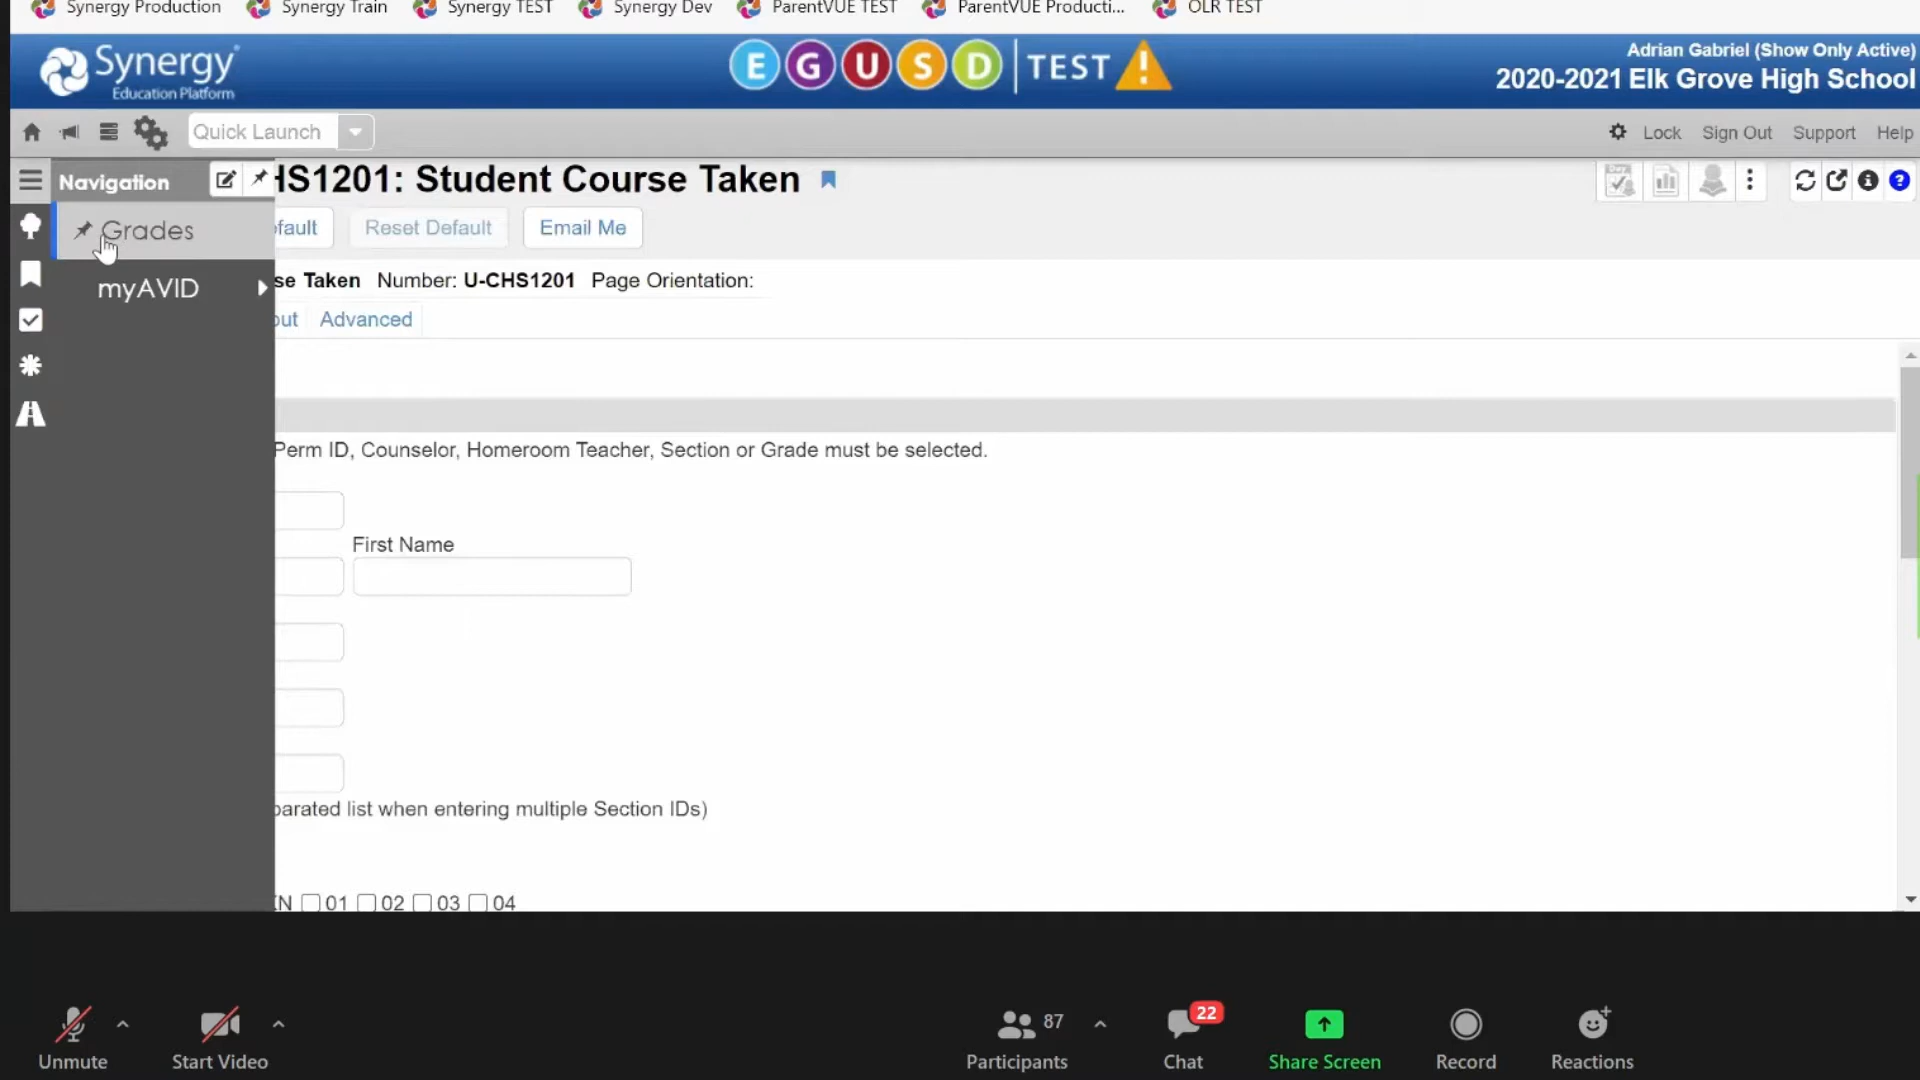 Synergy Production Synergy Train Synergy TEST Synergy Dev ParentVUE TEST ParentVUE Producti... OLR TEST
Synergy
Education Platform
EGUSD TEST
Adrian Gabriel (Show Only Active)
2020-2021 Elk Grove High School
Quick Launch
Lock Sign Out Support Help
Navigation
HS1201: Student Course Taken
Grades
fault Reset Default Email Me
myAVID
se Taken Number: U-CHS1201 Page Orientation:
out Advanced
Perm ID, Counselor, Homeroom Teacher, Section or Grade must be selected.
First Name
parated list when entering multiple Section IDs)
KN 01 02 03 04
87
22
Unmute Start Video Participants Chat Share Screen Record Reactions